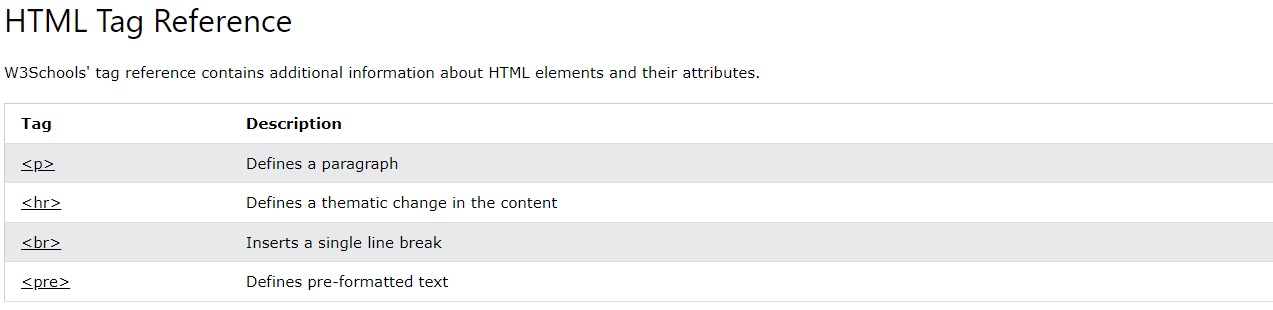 HTML Tag Reference
W3Schools' tag reference contains additional information about HTML elements and their attributes.
Tag Description
<p> Defines a paragraph
<hr> Defines a thematic change in the content
<br> Inserts a single line break
<pre> Defines pre-formatted text